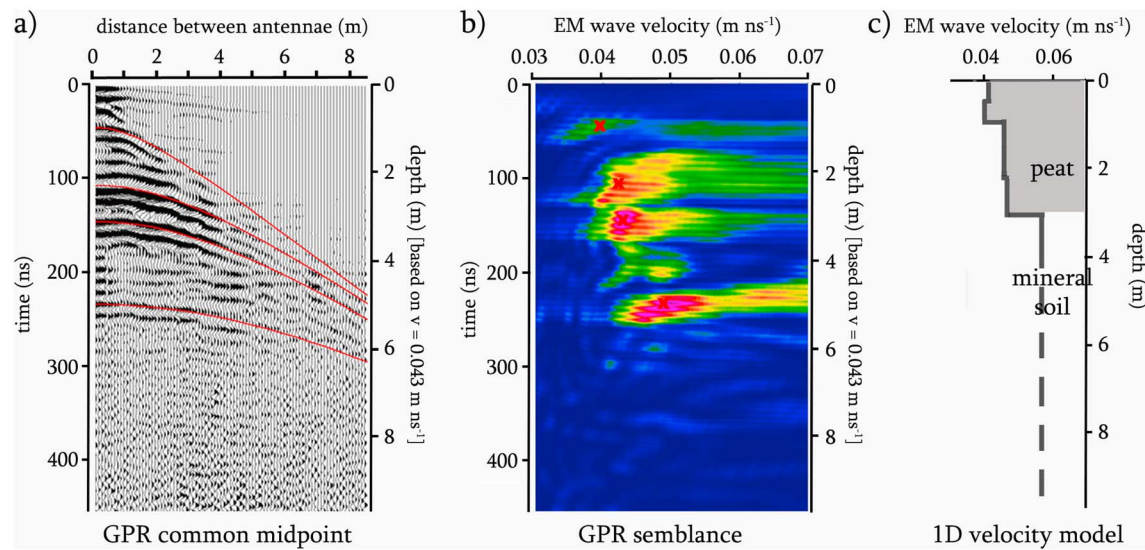 a)
distance between antennae (m)
0 2 4 6 8
0
100
200
300
400
time (ns)
0
2
4
6
8
depth (m) [based on v = 0.043 m ns⁻¹]
GPR common midpoint
b)
EM wave velocity (m ns⁻¹)
0.03 0.04 0.05 0.06 0.07
0
100
200
300
400
time (ns)
0
2
4
6
8
depth (m) [based on v = 0.043 m ns⁻¹]
GPR semblance
c)
EM wave velocity (m ns⁻¹)
0.04 0.06
0
2
4
6
8
depth (m)
peat
mineral
soil
1D velocity model